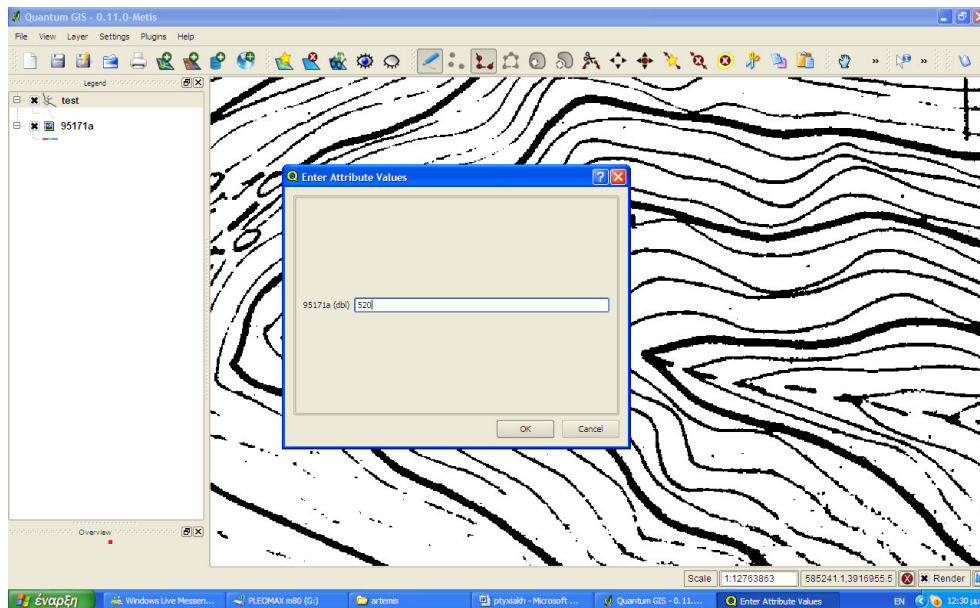 Quantum GIS - 0.11.0-Metis
File View Layer Settings Plugins Help
Legend
test
95171a
Enter Attribute Values
95171a (dbl) 520
OK Cancel
Overview
Scale 1:12763863 585241.1,3916955.5 Render
έναρξη Windows Live Messen... PLEOMAX m80 (G:) artemis ptyxiakh - Microsoft ... Quantum GIS - 0.11.... Enter Attribute Values EN 12:30 μμ